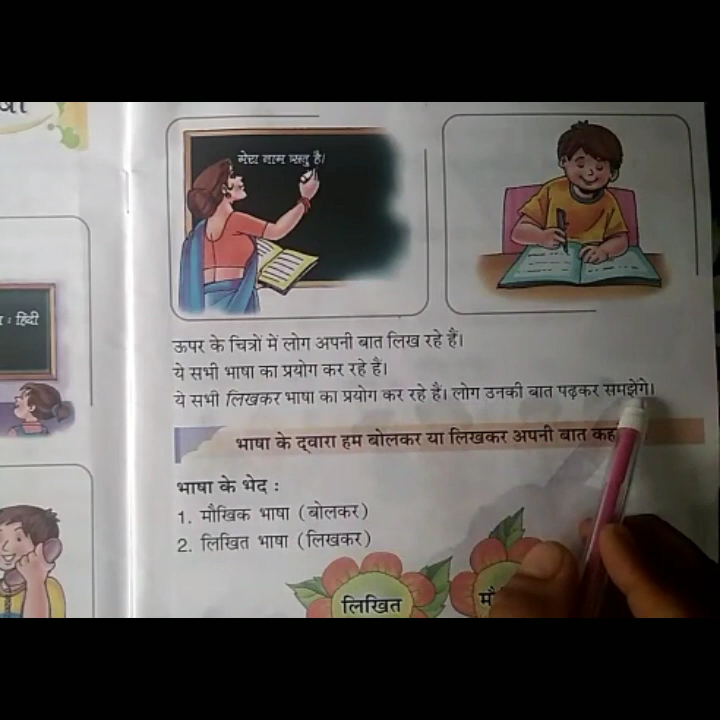 मेरा नाम ऋतु है।
: हिंदी
ऊपर के चित्रों में लोग अपनी बात लिख रहे हैं।
ये सभी भाषा का प्रयोग कर रहे हैं।
ये सभी लिखकर भाषा का प्रयोग कर रहे हैं। लोग उनकी बात पढ़कर समझेंगे।
भाषा के द्वारा हम बोलकर या लिखकर अपनी बात कह
भाषा के भेद :
1. मौखिक भाषा (बोलकर)
2. लिखित भाषा (लिखकर)
लिखित